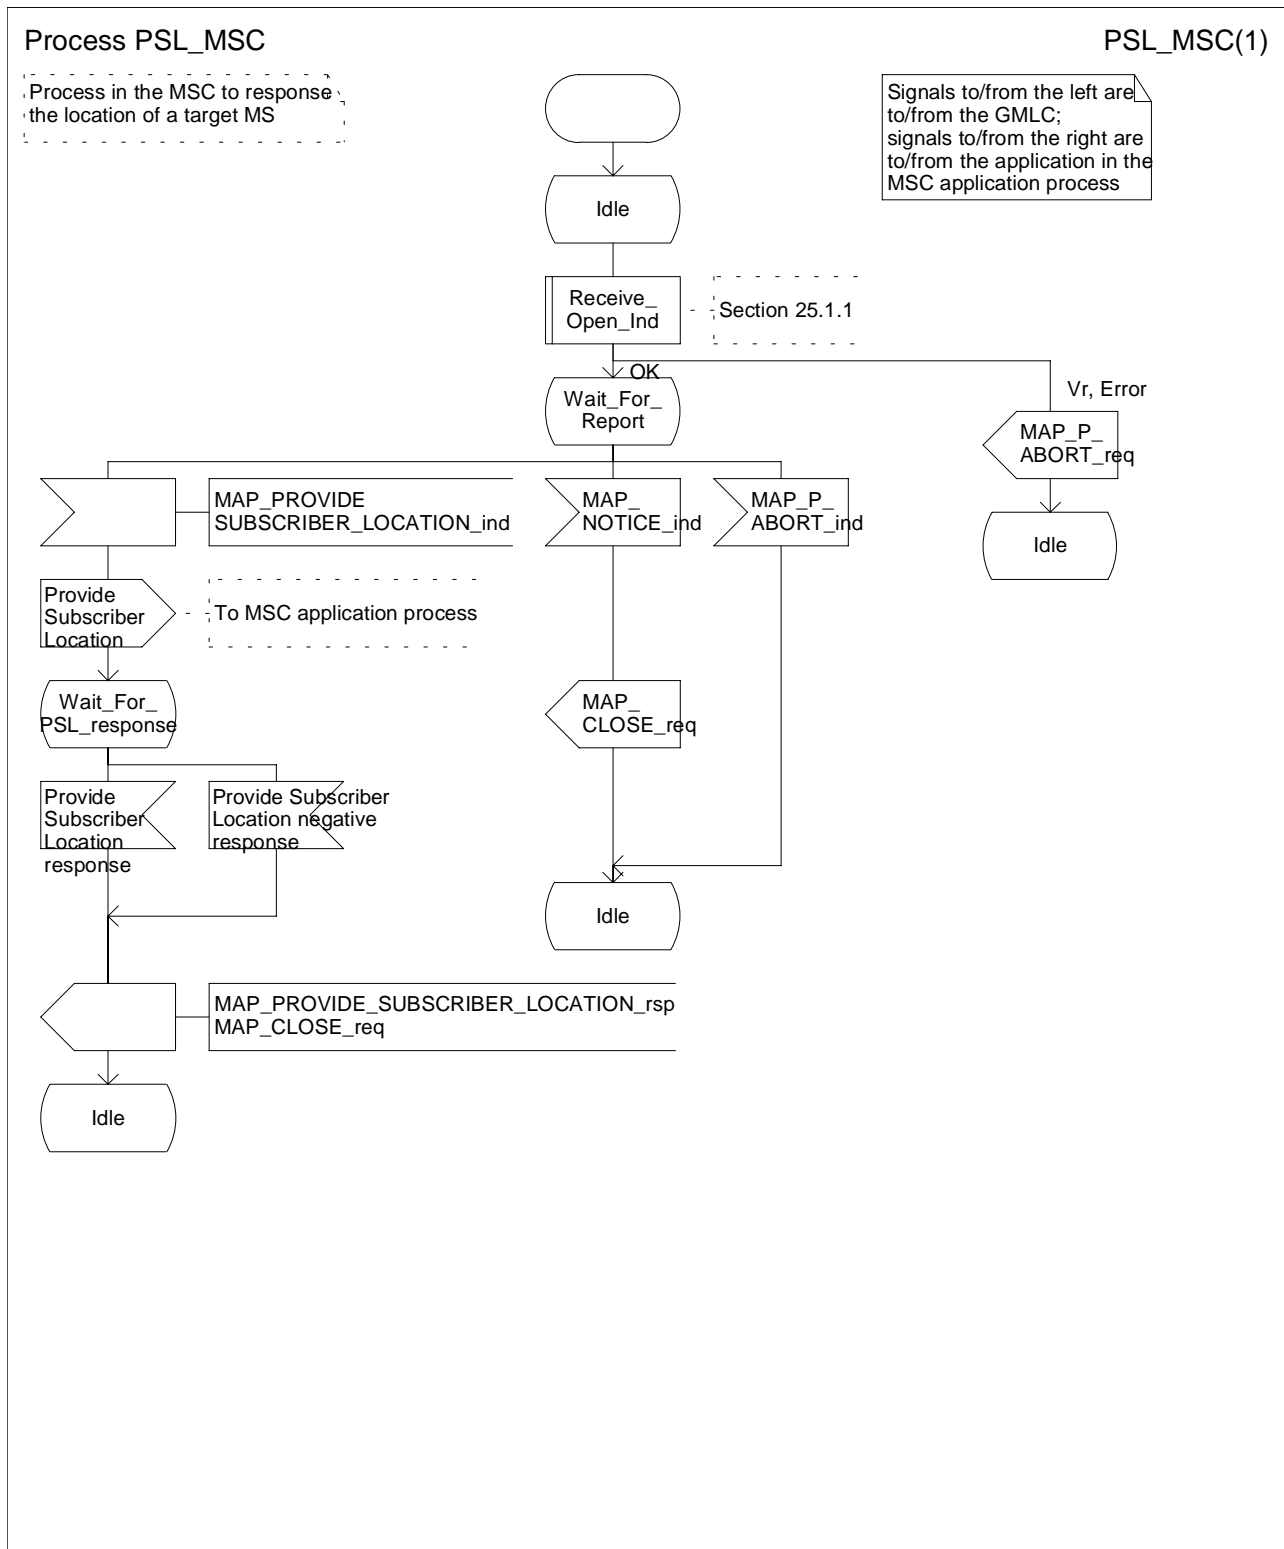 Process PSL_MSC
PSL_MSC(1)
Process in the MSC to response
the location of a target MS
Signals to/from the left are
to/from the GMLC;
signals to/from the right are
to/from the application in the
MSC application process
Idle
Receive_
Open_Ind
Section 25.1.1
OK
Vr, Error
Wait_For_
Report
MAP_P_
ABORT_req
Idle
MAP_PROVIDE
SUBSCRIBER_LOCATION_ind
MAP_
NOTICE_ind
MAP_P_
ABORT_ind
Provide
Subscriber
Location
To MSC application process
Wait_For_
PSL_response
MAP_
CLOSE_req
Provide
Subscriber
Location
response
Provide Subscriber
Location negative
response
Idle
MAP_PROVIDE_SUBSCRIBER_LOCATION_rsp
MAP_CLOSE_req
Idle